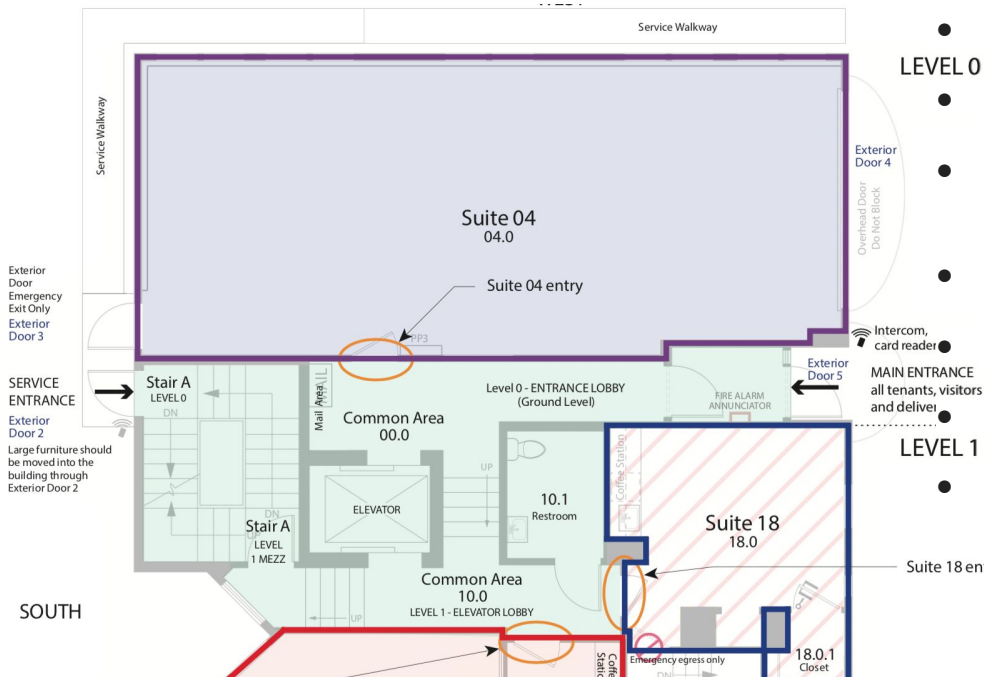 Service Walkway
LEVEL 0
Service Walkway
Exterior
Door 4
Overhead Door
Do Not Block
Suite 04
04.0
Suite 04 entry
Exterior
Door
Emergency
Exit Only
Exterior
Door 3
PP3
Intercom,
card reader
SERVICE
ENTRANCE
Exterior
Door 2
Large furniture should
be moved into the
building through
Exterior Door 2
Stair A
LEVEL 0
DN
MAIL
Mail Area
Level 0 - ENTRANCE LOBBY
(Ground Level)
Common Area
00.0
FIRE ALARM
ANNUNCIATOR
Exterior
Door 5
MAIN ENTRANCE
all tenants, visitors
and deliver
LEVEL 1
Coffee Station
UP
ELEVATOR
10.1
Restroom
Suite 18
18.0
DN
UP
Stair A
LEVEL
1 MEZZ
Common Area
10.0
LEVEL 1 - ELEVATOR LOBBY
UP
Suite 18 en
SOUTH
Emergency egress only
DN
18.0.1
Closet